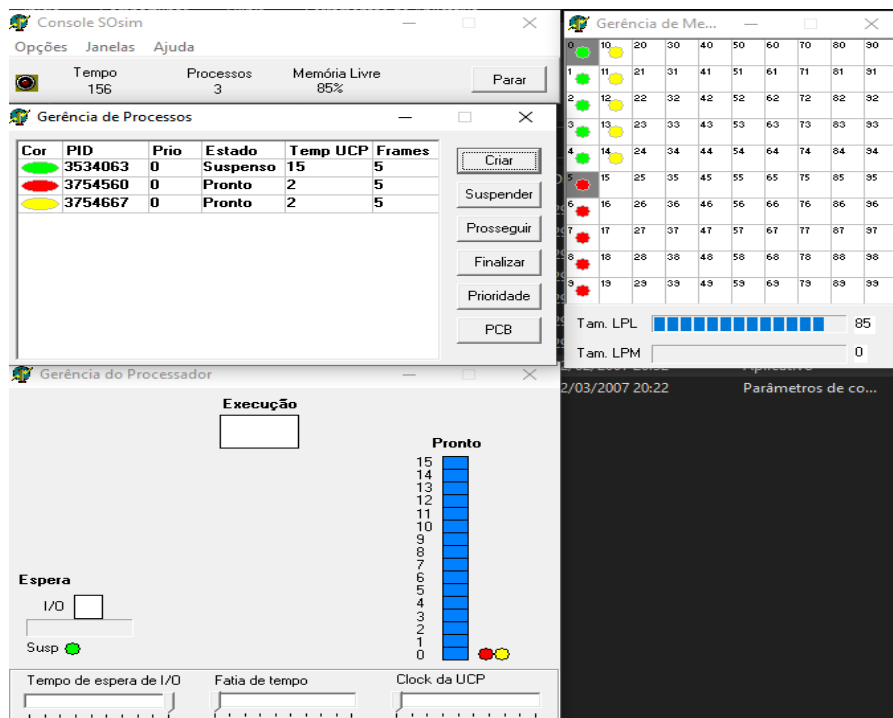 Console SOsim
Opções Janelas Ajuda
Tempo Processos Memória Livre
156 3 85%
Parar
Gerência de Processos
Cor PID Prio Estado Temp UCP Frames
3534063 0 Suspenso 15 5
3754560 0 Pronto 2 5
3754667 0 Pronto 2 5
Criar
Suspender
Prosseguir
Finalizar
Prioridade
PCB
Gerência de Me...
0 10 20 30 40 50 60 70 80 90
1 11 21 31 41 51 61 71 81 91
2 12 22 32 42 52 62 72 82 92
3 13 23 33 43 53 63 73 83 93
4 14 24 34 44 54 64 74 84 94
5 15 25 35 45 55 65 75 85 95
6 16 26 36 46 56 66 76 86 96
7 17 27 37 47 57 67 77 87 97
8 18 28 38 48 58 68 78 88 98
9 19 29 39 49 59 69 79 89 99
Tam. LPL 85
Tam. LPM 0
2/03/2007 20:22 Parâmetros de co...
Gerência do Processador
Execução
Pronto
15
14
13
12
11
10
9
8
7
6
5
4
3
2
1
0
Espera
I/O
Susp
Tempo de espera de I/O Fatia de tempo Clock da UCP